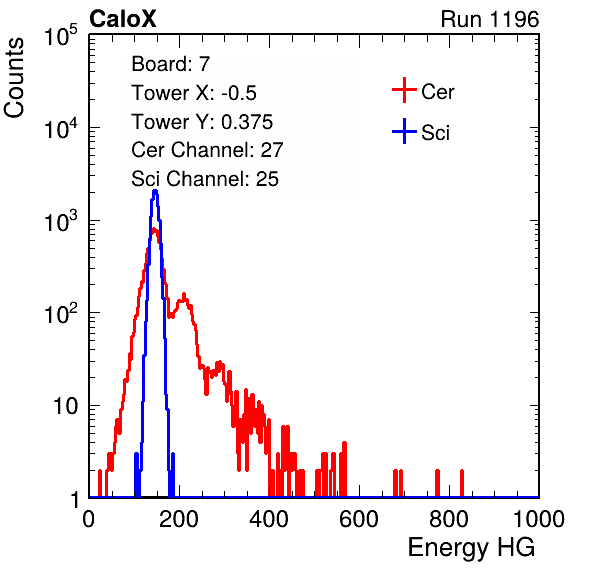 CaloX Run 1196
Counts
10^5
10^4
10^3
10^2
10
1
Board: 7
Tower X: -0.5
Tower Y: 0.375
Cer Channel: 27
Sci Channel: 25
Cer
Sci
0 200 400 600 800 1000
Energy HG